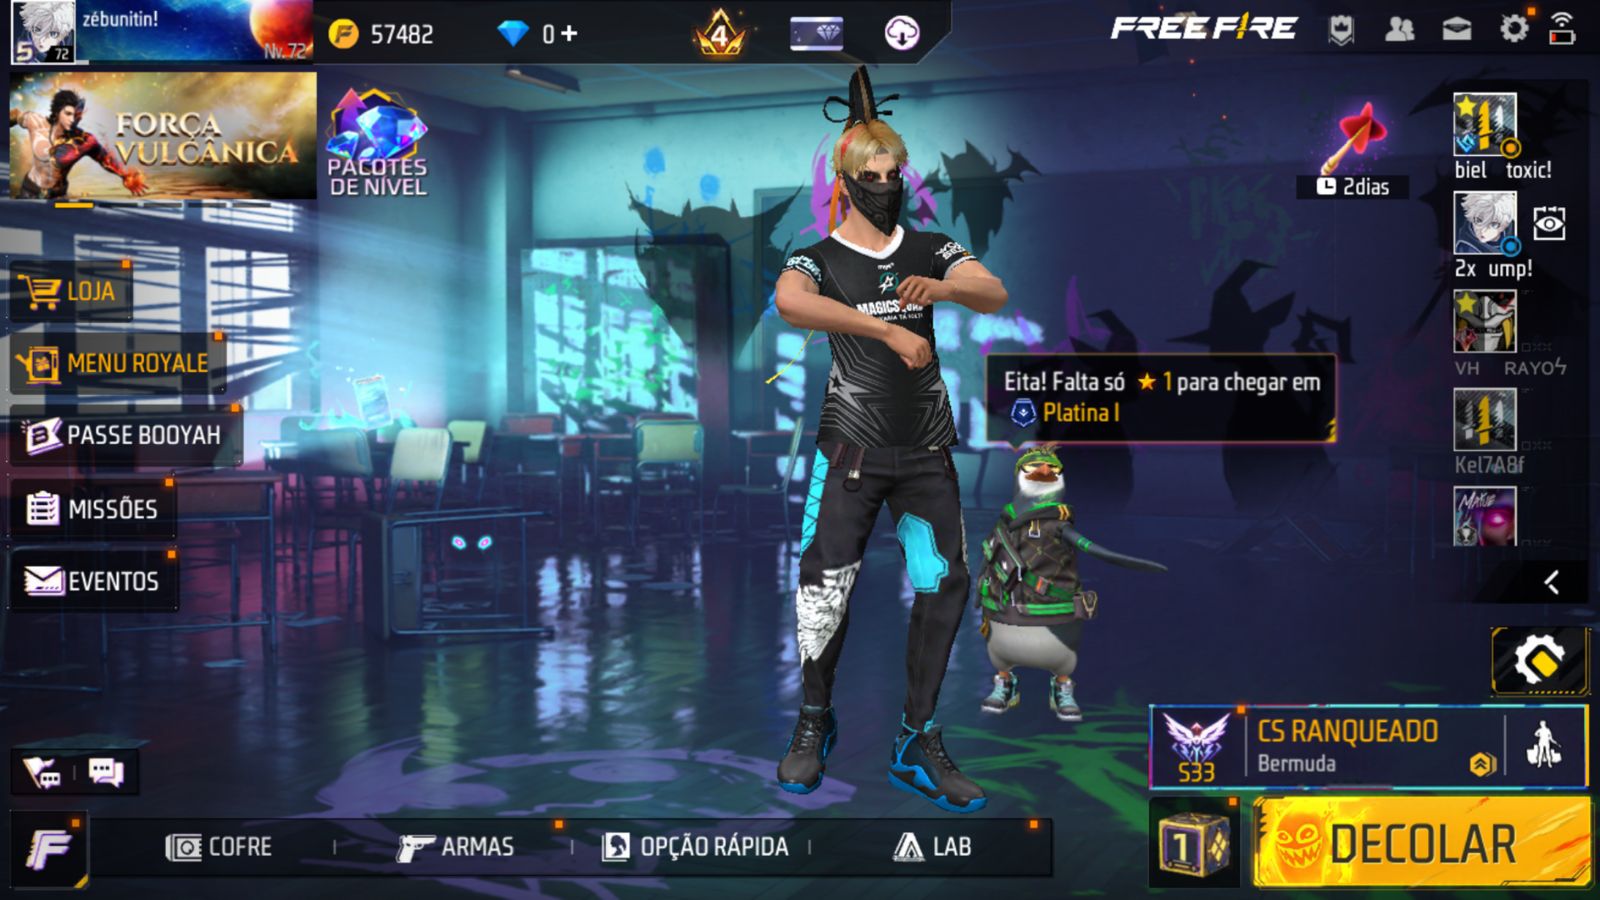 zébunitin!
5
72
Nv. 72
57482
0 +
4
FREE FIRE
FORÇA
VULCÂNICA
PACOTES
DE NÍVEL
2dias
biel toxic!
2x ump!
VH RAYO
Kel7A8f
LOJA
MENU ROYALE
PASSE BOOYAH
MISSÕES
EVENTOS
Eita! Falta só ★ 1 para chegar em
Platina I
CS RANQUEADO
Bermuda
S33
COFRE
ARMAS
OPÇÃO RÁPIDA
LAB
1
DECOLAR